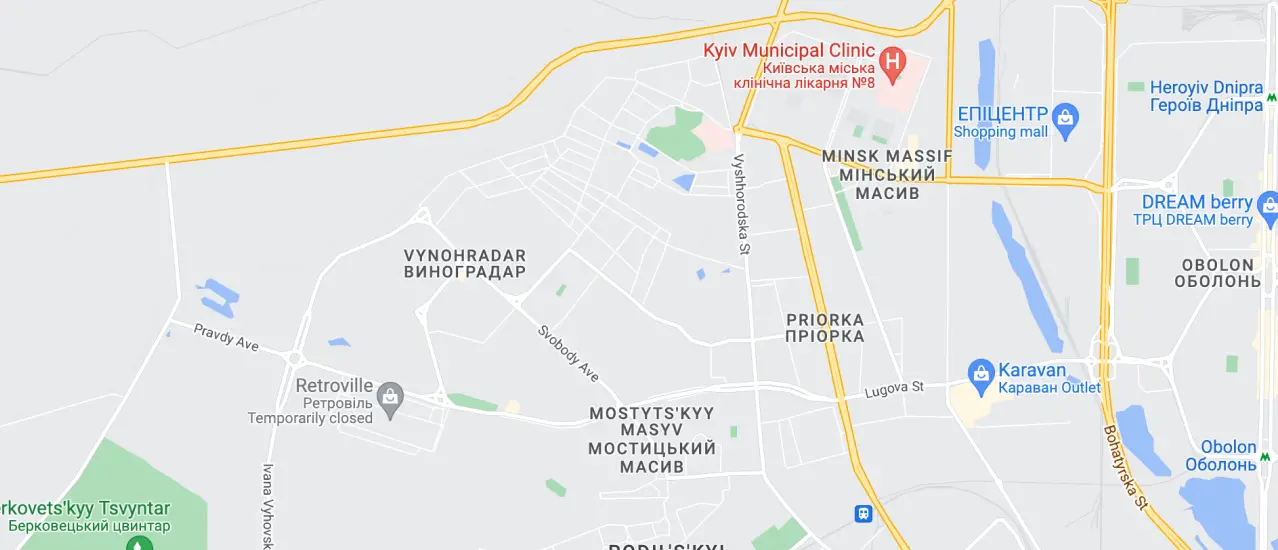 Kyiv Municipal Clinic
Київська міська
клінічна лікарня №8
Heroyiv Dnipra
Героїв Дніпра
ЕПІЦЕНТР
Shopping mall
MINSK MASSIF
МІНСЬКИЙ
МАСИВ
Vyshhorodska St
DREAM berry
ТРЦ DREAM berry
VYNOHRADAR
ВИНОГРАДАР
OBOLON
ОБОЛОНЬ
Pravdy Ave
Svobody Ave
PRIORKA
ПРІОРКА
Retroville
Ретровіль
Temporarily closed
Karavan
Караван Outlet
Lugova St
MOSTYTS'KYY
MASYV
МОСТИЦЬКИЙ
МАСИВ
Bohatyrska St
Obolon
Оболонь
Ivana Vyhovs
erkovets'kyy Tsvyntar
Берковецький цвинтар